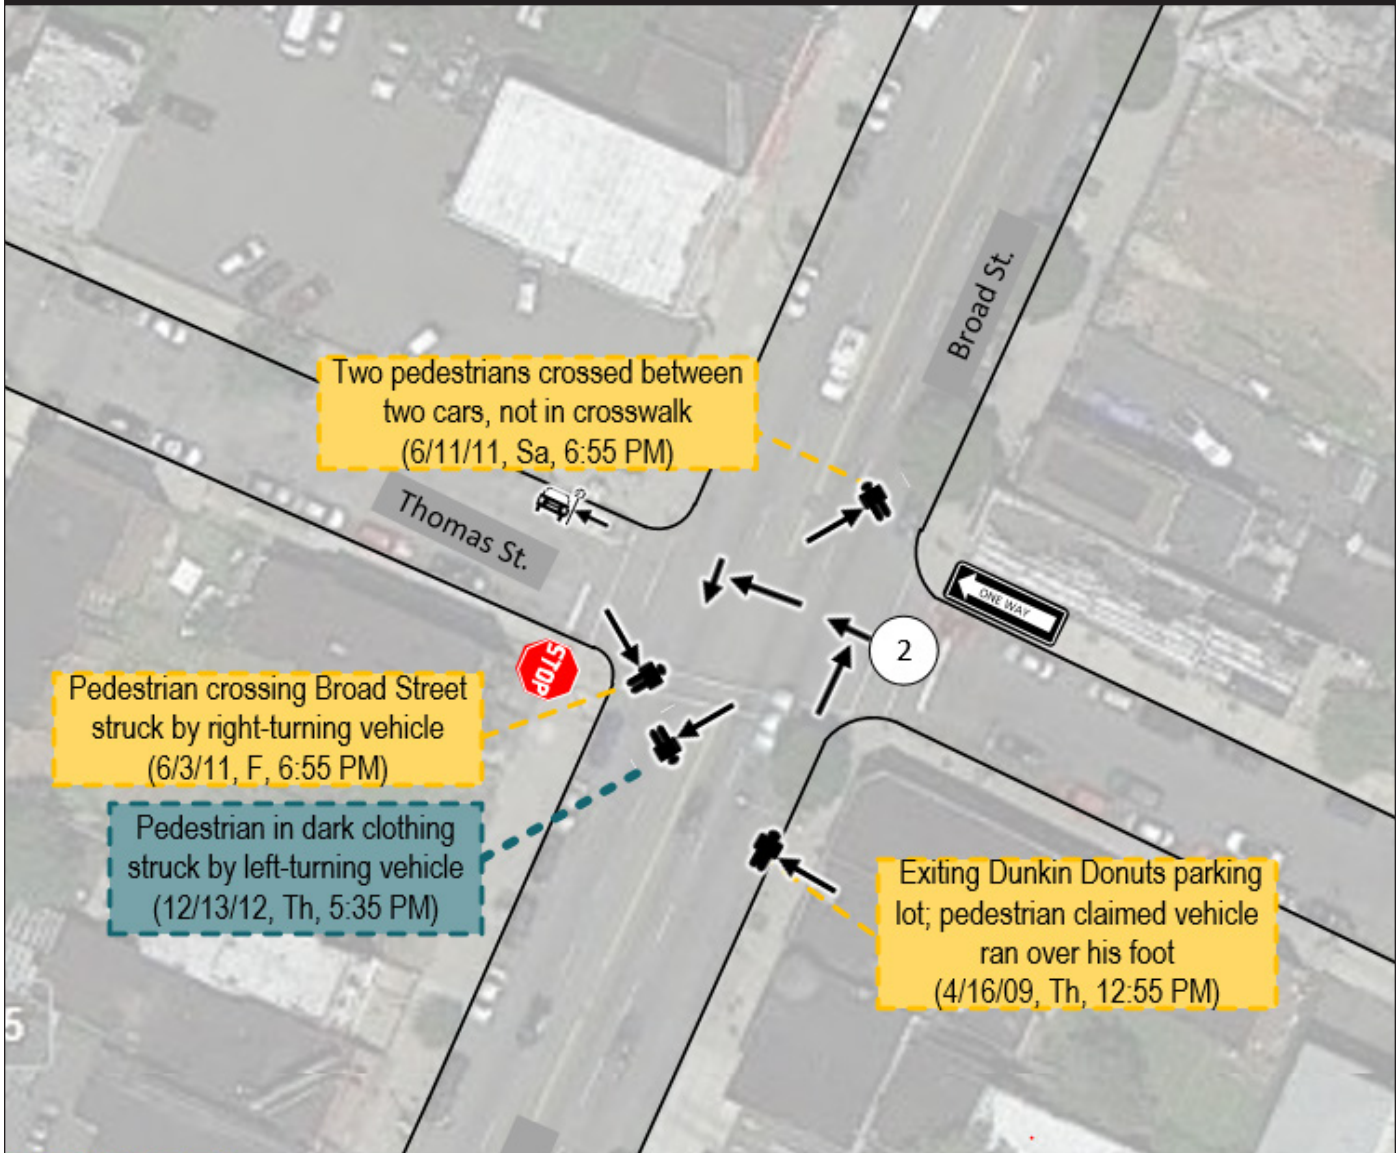 Broad St.
Two pedestrians crossed between
two cars, not in crosswalk
(6/11/11, Sa, 6:55 PM)
Thomas St.
ONE WAY
2
STOP
Pedestrian crossing Broad Street
struck by right-turning vehicle
(6/3/11, F, 6:55 PM)
Pedestrian in dark clothing
struck by left-turning vehicle
(12/13/12, Th, 5:35 PM)
Exiting Dunkin Donuts parking
lot; pedestrian claimed vehicle
ran over his foot
(4/16/09, Th, 12:55 PM)